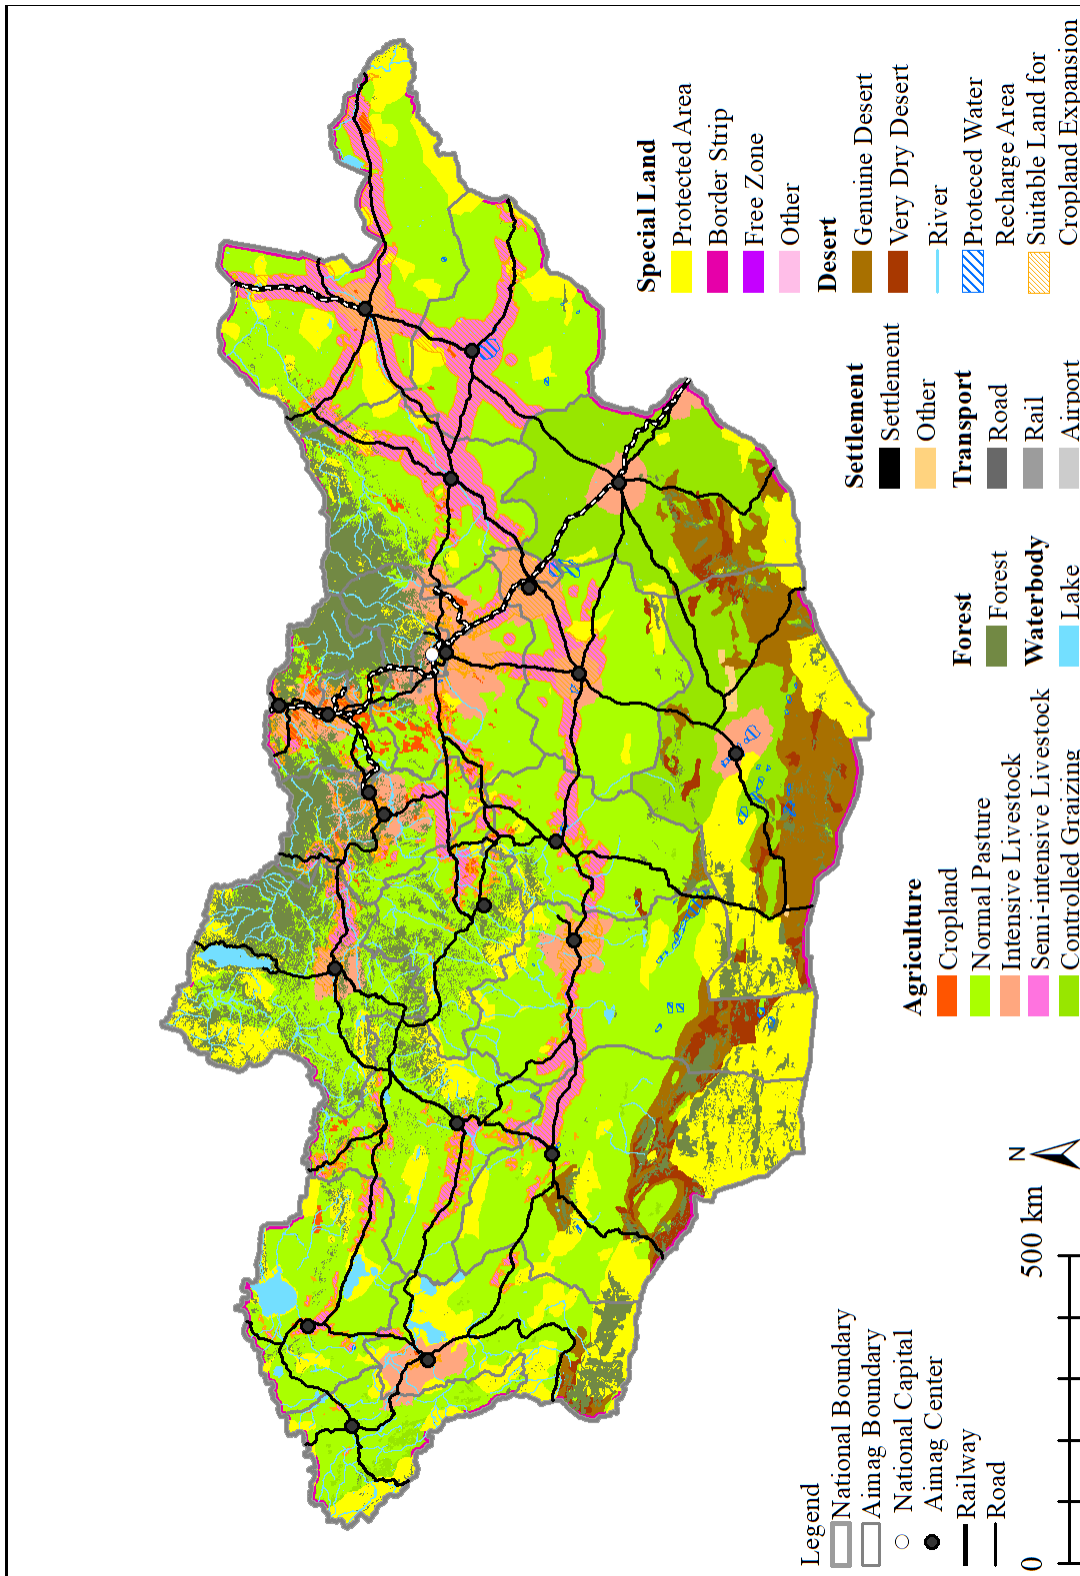 Legend
National Boundary
Aimag Boundary
National Capital
Aimag Center
Railway
Road
0
500 km
N
Agriculture
Cropland
Normal Pasture
Intensive Livestock
Semi-intensive Livestock
Controlled Graizing
Forest
Forest
Waterbody
Lake
Settlement
Settlement
Other
Transport
Road
Rail
Airport
Special Land
Protected Area
Border Strip
Free Zone
Other
Desert
Genuine Desert
Very Dry Desert
River
Proteced Water
Recharge Area
Suitable Land for
Cropland Expansion